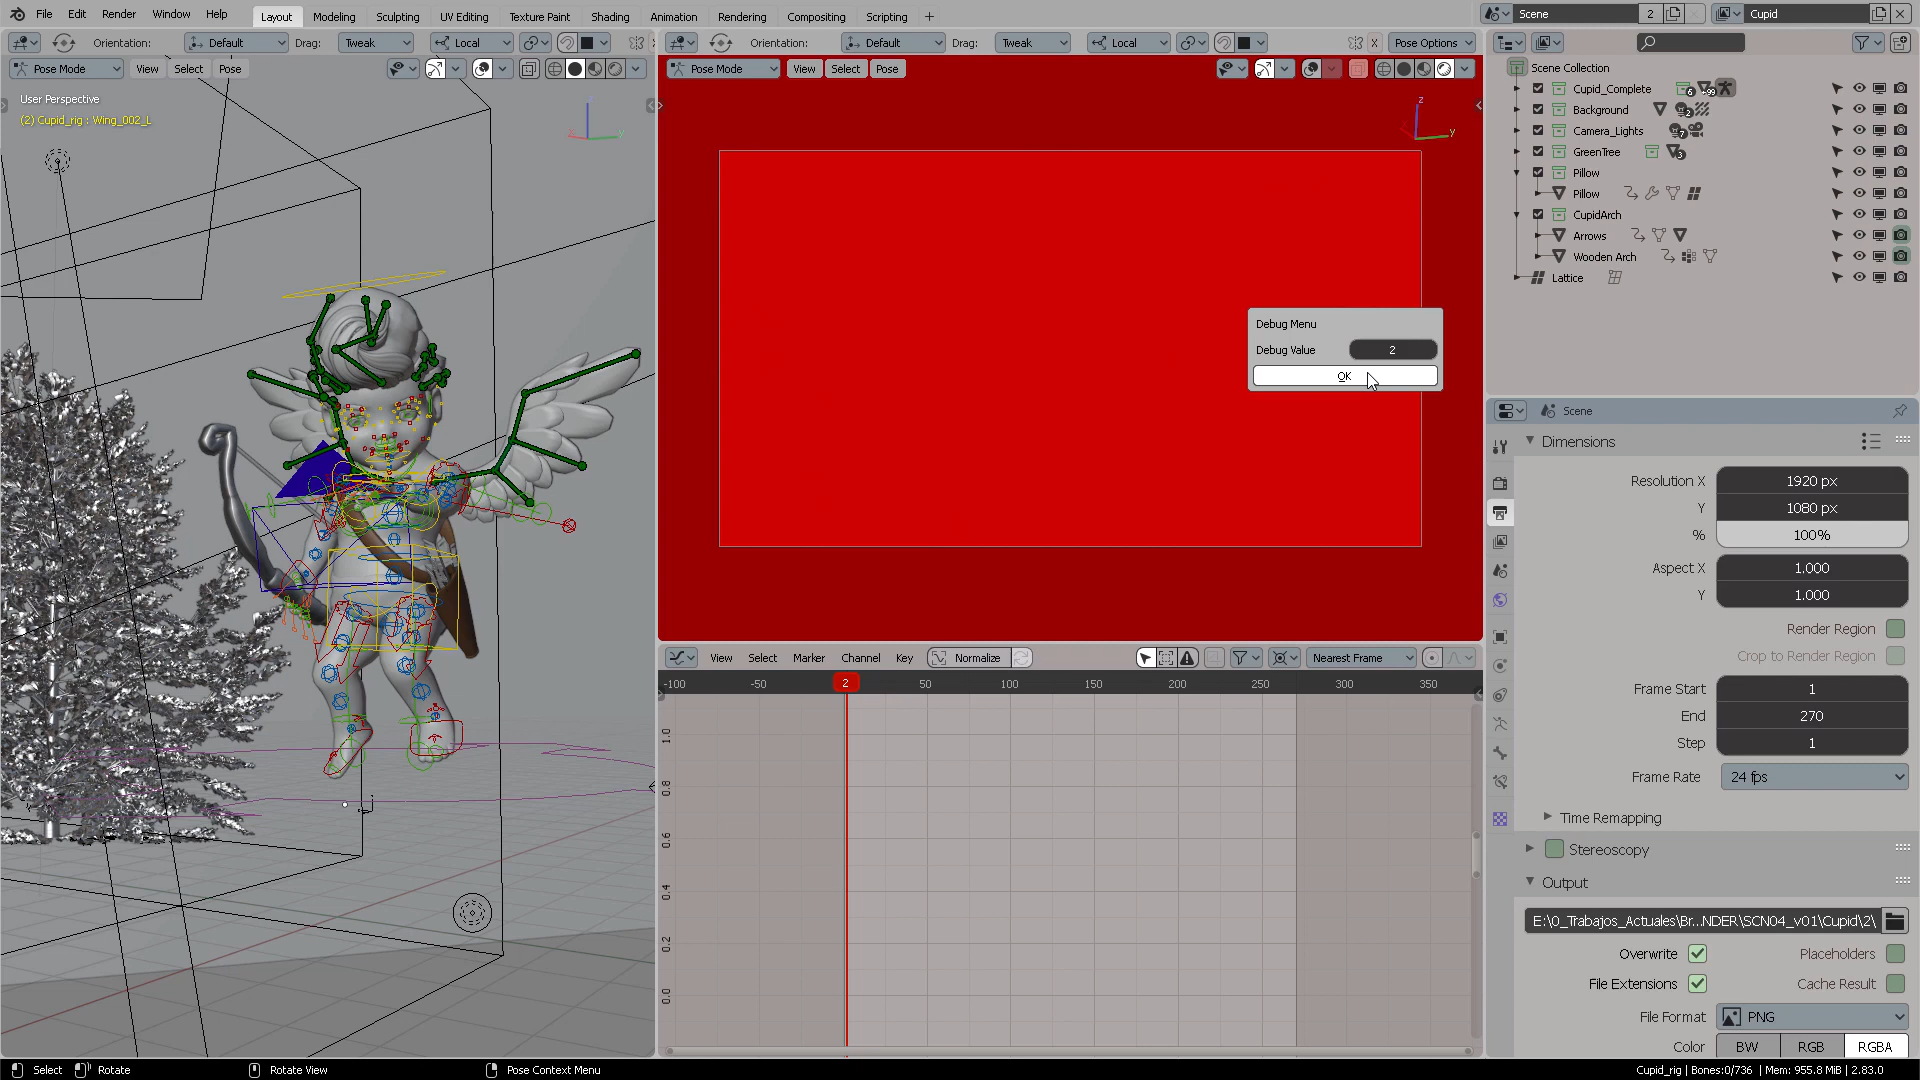 File Edit Render Window Help Layout Modeling Sculpting UV Editing Texture Paint Shading Animation Rendering Compositing Scripting + Scene 2 Cupid
Orientation: Default Drag: Tweak Local
Orientation: Default Drag: Tweak Local X Pose Options
Pose Mode View Select Pose
Pose Mode View Select Pose
User Perspective
(2) Cupid_rig : Wing_002_L
Z
Y
Scene Collection
Cupid_Complete 6 99
Background 2
Camera_Lights 7
GreenTree 3
Pillow
Pillow
CupidArch
Arrows
Wooden Arch
Lattice
Debug Menu
Debug Value 2
OK
Scene
Dimensions
Resolution X 1920 px
Y 1080 px
% 100%
Aspect X 1.000
Y 1.000
Render Region
Crop to Render Region
Frame Start 1
End 270
Step 1
Frame Rate 24 fps
Time Remapping
Stereoscopy
Output
E:\0_Trabajos_Actuales\Br...NDER\SCN04_v01\Cupid\2\
Overwrite Placeholders
File Extensions Cache Result
File Format PNG
Color BW RGB RGBA
View Select Marker Channel Key Normalize Nearest Frame
-100 -50 2 50 100 150 200 250 300 350
1.0
0.8
0.6
0.4
0.2
0.0
Select Rotate Rotate View Pose Context Menu Cupid_rig | Bones:0/736 | Mem: 955.8 MiB | 2.83.0